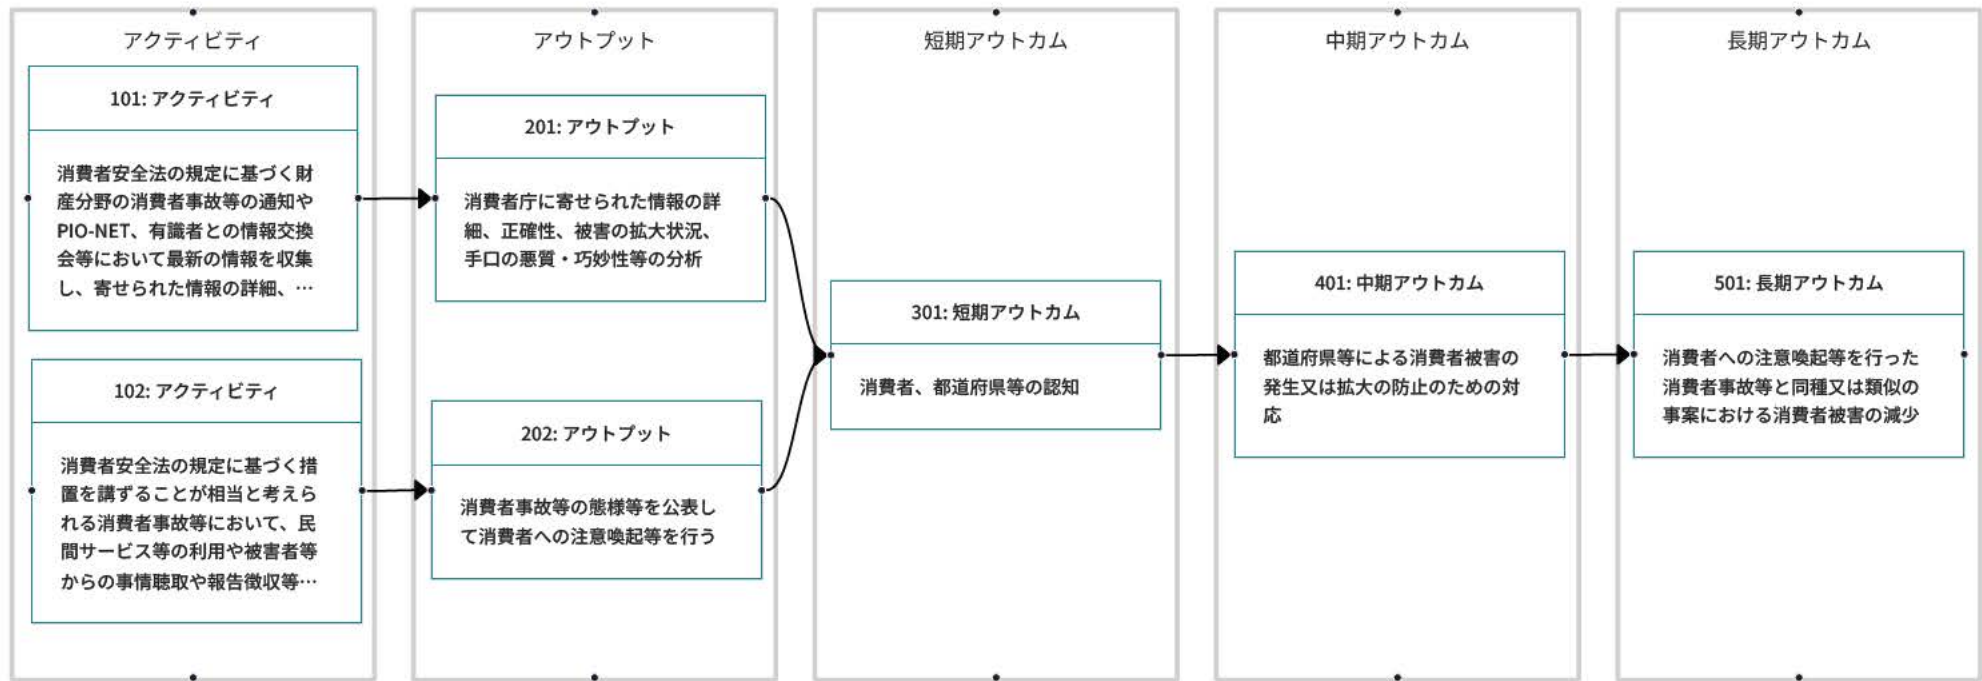 アクティビティ
101: アクティビティ
消費者安全法の規定に基づく財
産分野の消費者事故等の通知や
PIO-NET、有識者との情報交換
会等において最新の情報を収集
し、寄せられた情報の詳細、…
102: アクティビティ
消費者安全法の規定に基づく措
置を講ずることが相当と考えら
れる消費者事故等において、民
間サービス等の利用や被害者等
からの事情聴取や報告徴収等…
アウトプット
201: アウトプット
消費者庁に寄せられた情報の詳
細、正確性、被害の拡大状況、
手口の悪質・巧妙性等の分析
202: アウトプット
消費者事故等の態様等を公表し
て消費者への注意喚起等を行う
短期アウトカム
301: 短期アウトカム
消費者、都道府県等の認知
中期アウトカム
401: 中期アウトカム
都道府県等による消費者被害の
発生又は拡大の防止のための対
応
長期アウトカム
501: 長期アウトカム
消費者への注意喚起等を行った
消費者事故等と同種又は類似の
事案における消費者被害の減少